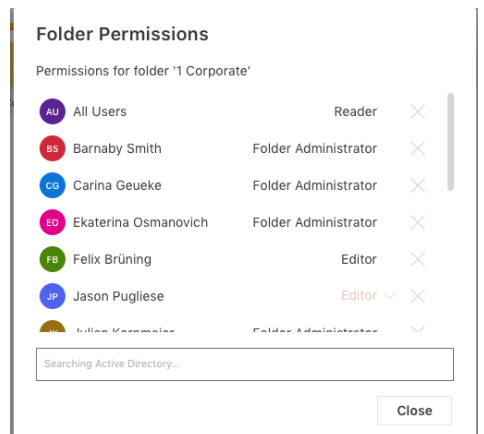 Folder Permissions
Permissions for folder '1 Corporate'
AU All Users Reader
BS Barnaby Smith Folder Administrator
CG Carina Geueke Folder Administrator
EO Ekaterina Osmanovich Folder Administrator
FB Felix Brüning Editor
JP Jason Pugliese Editor
Folder Administrator
Searching Active Directory...
Close